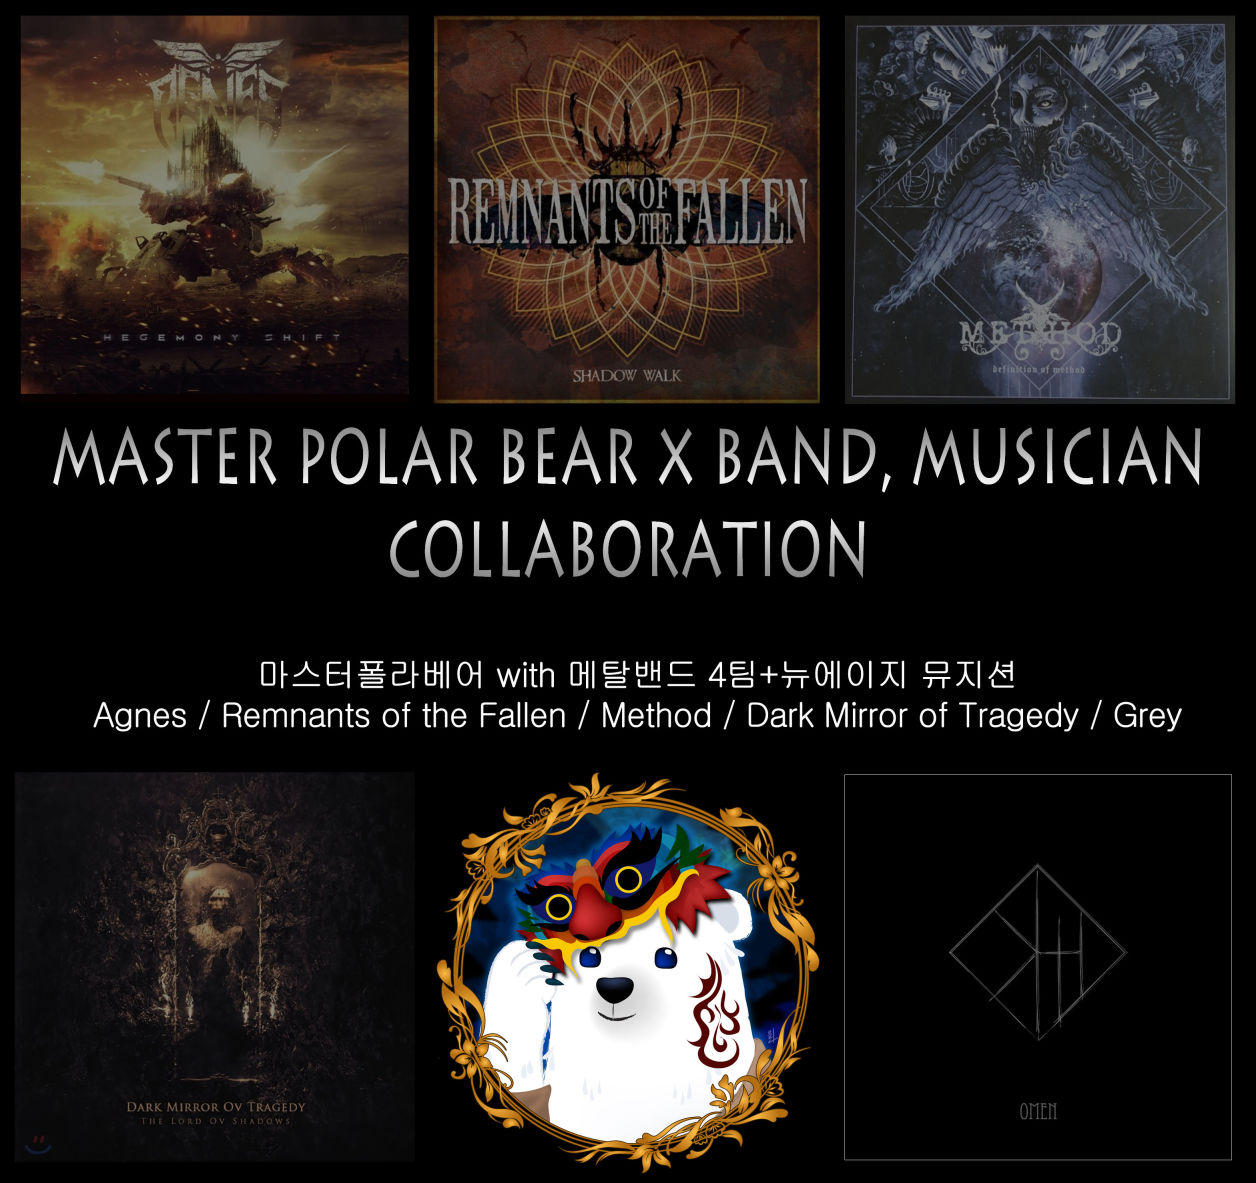 AGNES
HEGEMONY SHIFT
REMNANTS OF THE FALLEN
SHADOW WALK
METHOD
definition of method
MASTER POLAR BEAR X BAND, MUSICIAN
COLLABORATION
마스터폴라베어 with 메탈밴드 4팀+뉴에이지 뮤지션
Agnes / Remnants of the Fallen / Method / Dark Mirror of Tragedy / Grey
DARK MIRROR OV TRAGEDY
THE LORD OV SHADOWS
OMEN